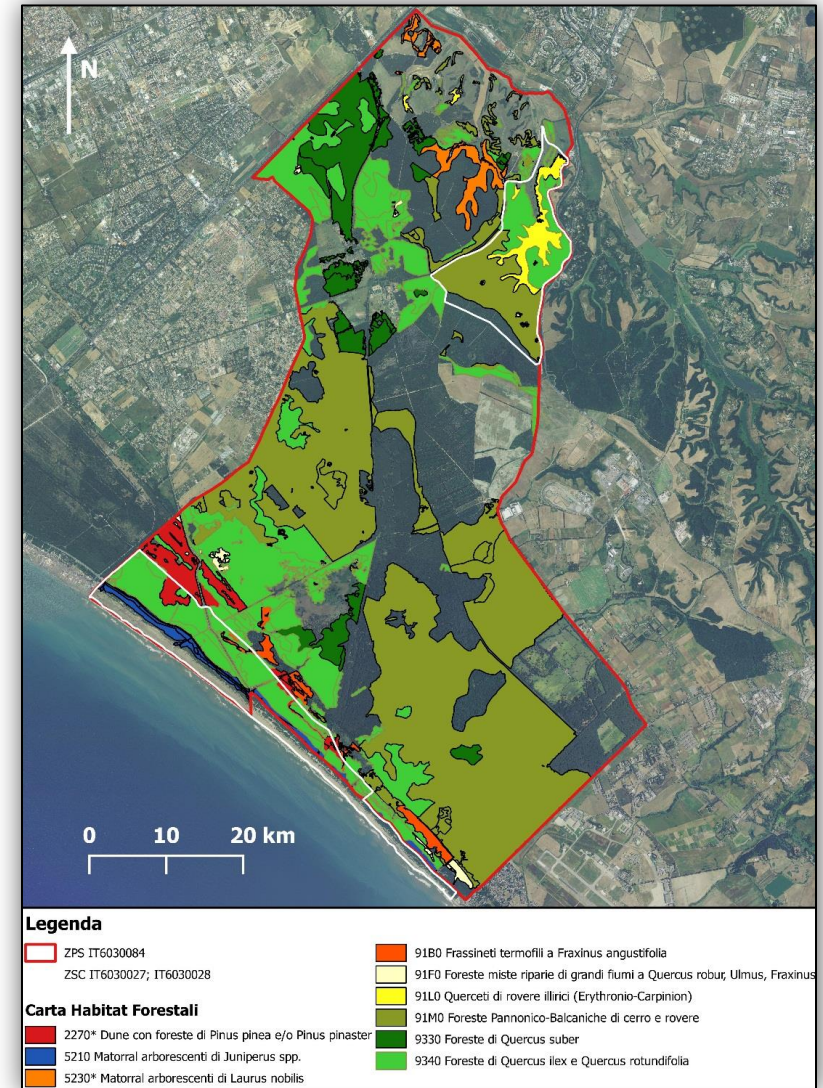 N
0 10 20 km
Legenda
ZPS IT6030084
ZSC IT6030027; IT6030028
Carta Habitat Forestali
2270* Dune con foreste di Pinus pinea e/o Pinus pinaster
5210 Matorral arborescenti di Juniperus spp.
5230* Matorral arborescenti di Laurus nobilis
91B0 Frassineti termofili a Fraxinus angustifolia
91F0 Foreste miste riparie di grandi fiumi a Quercus robur, Ulmus, Fraxinus
91L0 Querceti di rovere illirici (Erythronio-Carpinion)
91M0 Foreste Pannonico-Balcaniche di cerro e rovere
9330 Foreste di Quercus suber
9340 Foreste di Quercus ilex e Quercus rotundifolia